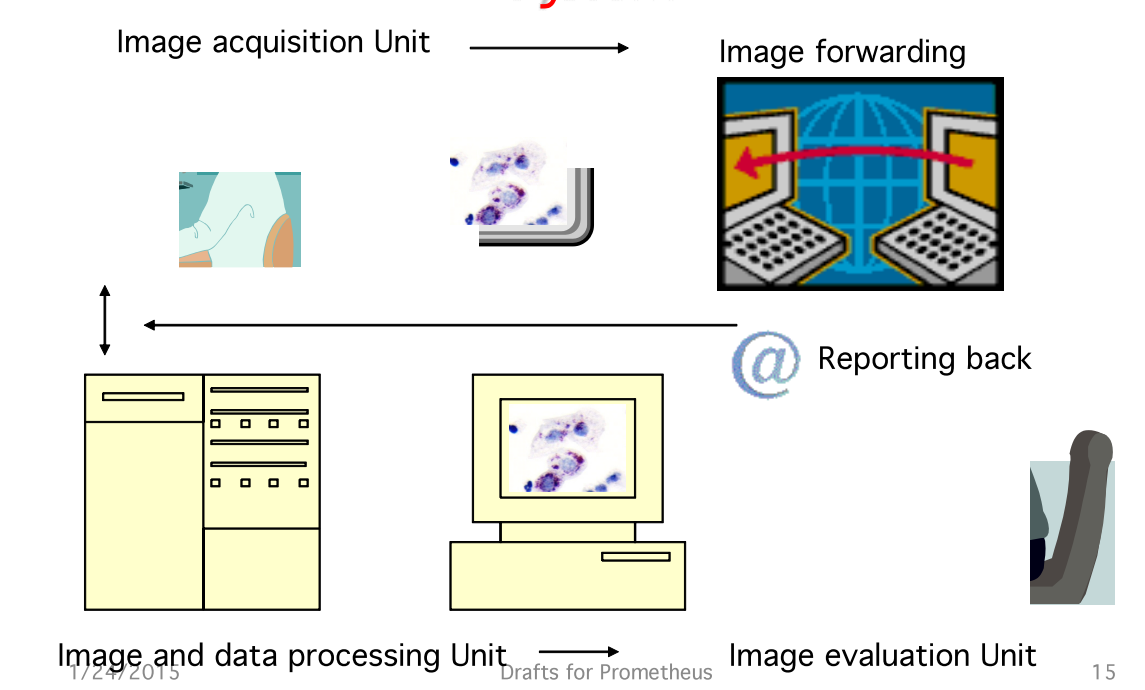 Image acquisition Unit
Image forwarding
@ Reporting back
Image and data processing Unit
Image evaluation Unit
1/24/2015
Drafts for Prometheus
15